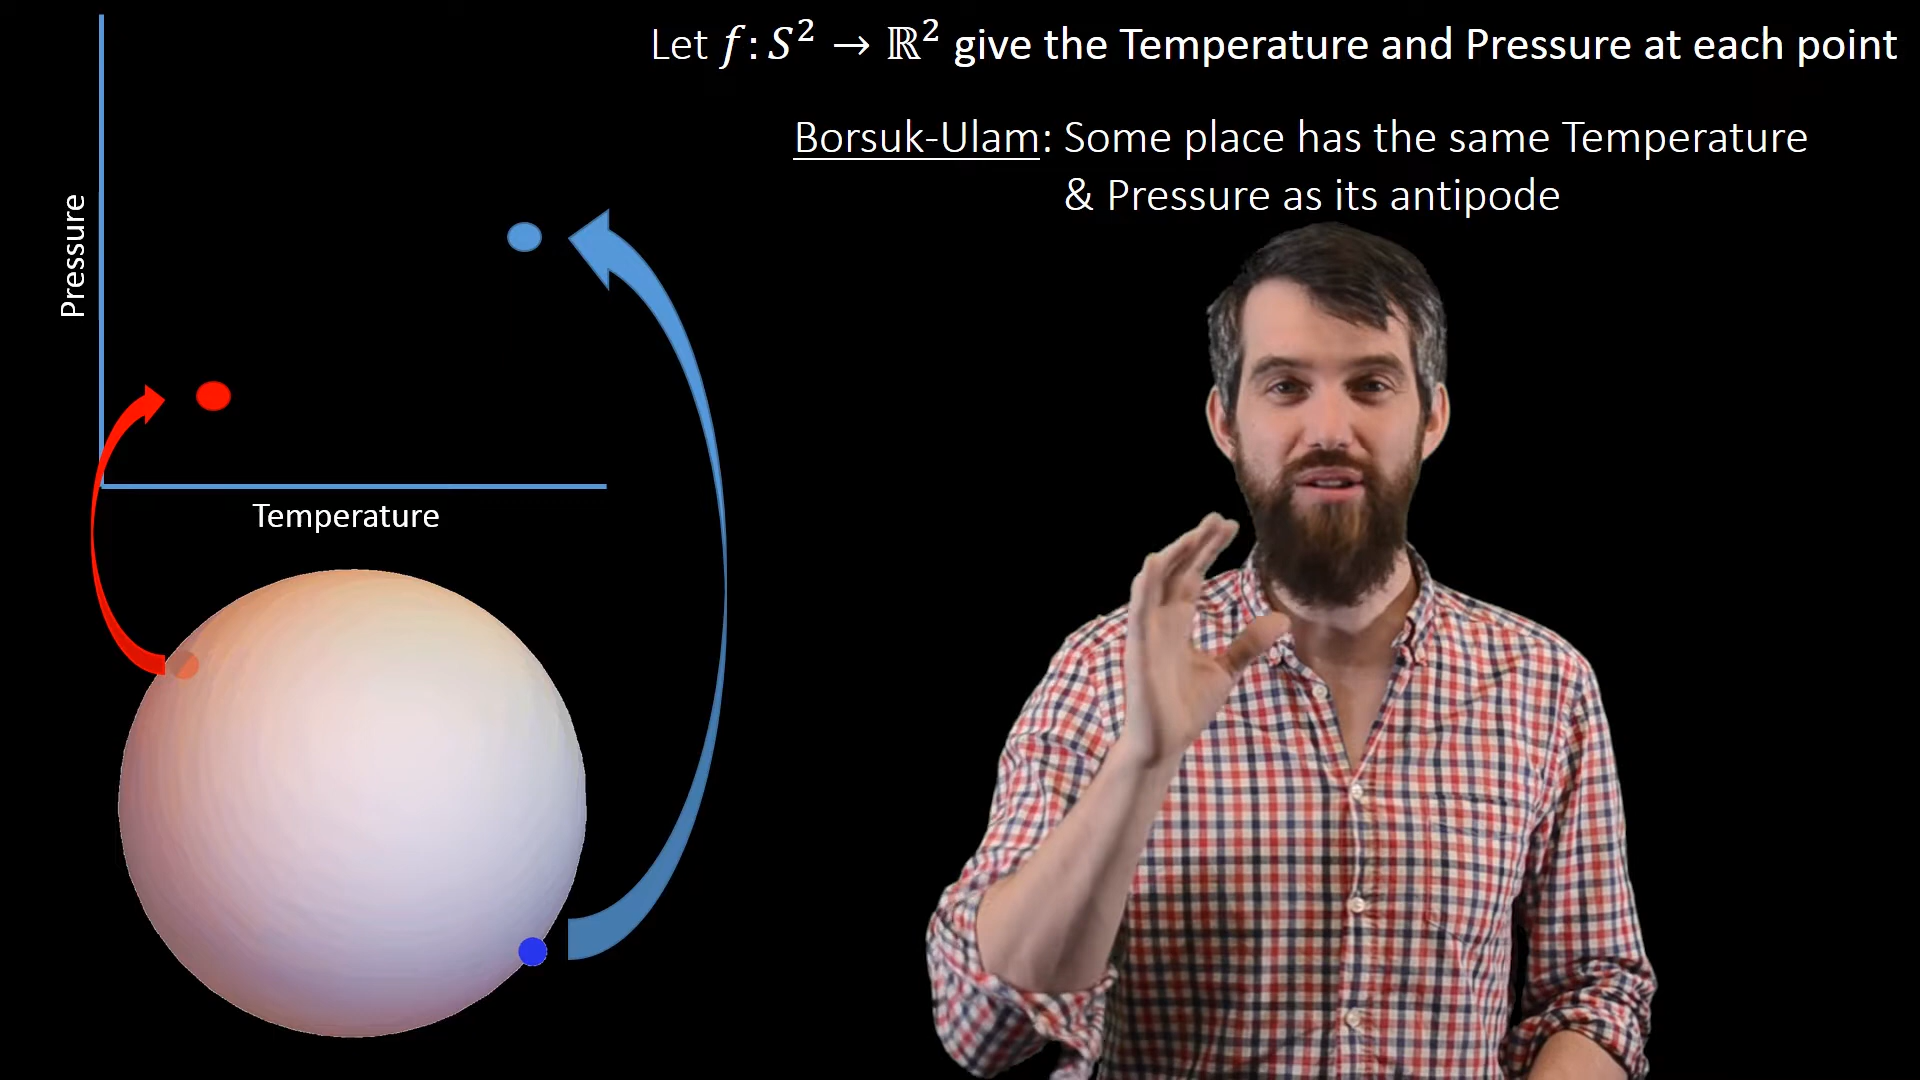 Let 𝑓: 𝑆² → ℝ² give the Temperature and Pressure at each point
Borsuk-Ulam: Some place has the same Temperature
& Pressure as its antipode
Pressure
Temperature